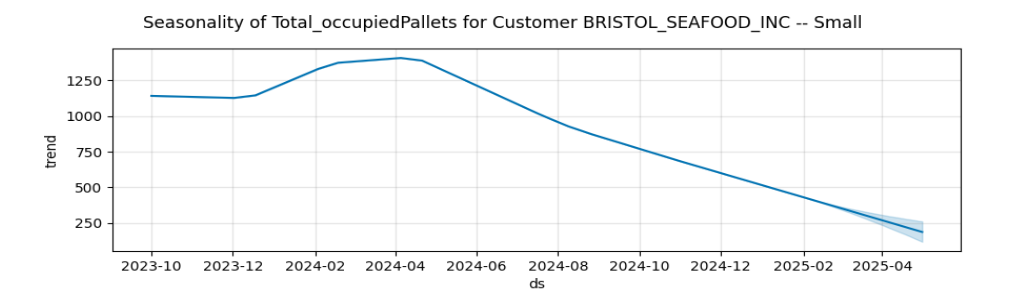 Seasonality of Total_occupiedPallets for Customer BRISTOL_SEAFOOD_INC -- Small
trend
1250
1000
750
500
250
2023-10 2023-12 2024-02 2024-04 2024-06 2024-08 2024-10 2024-12 2025-02 2025-04
ds